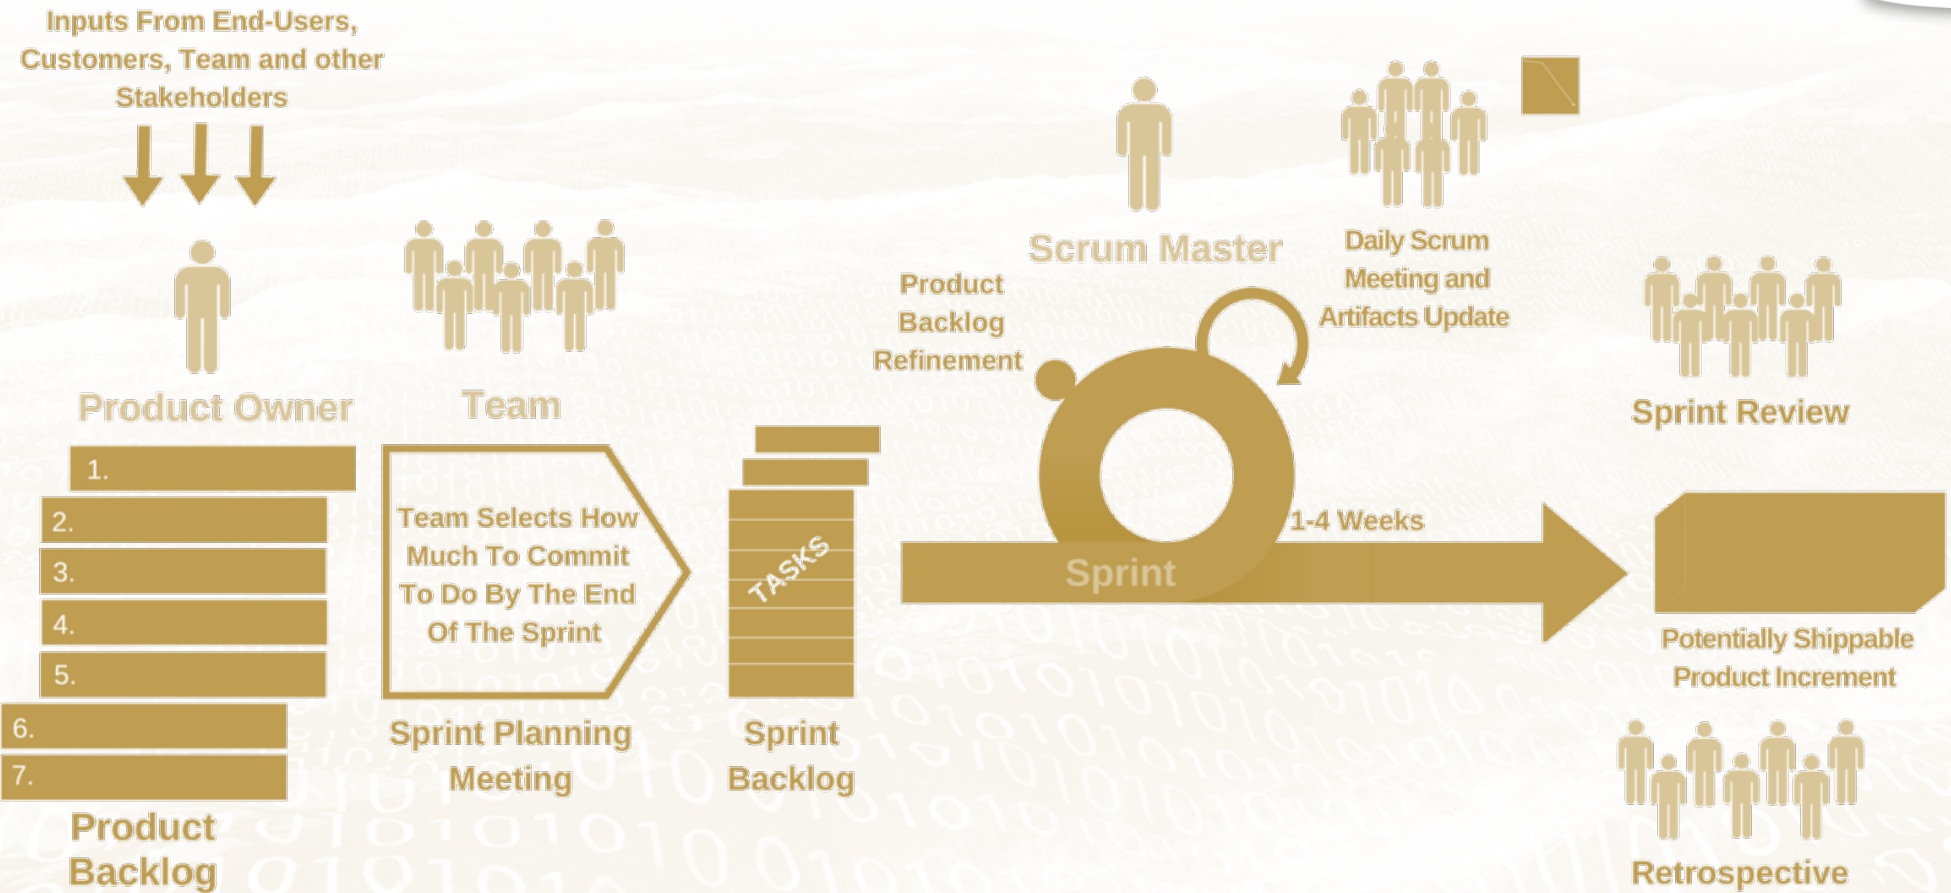 Inputs From End-Users,
Customers, Team and other
Stakeholders
Product Owner
1.
2.
3.
4.
5.
6.
7.
Product
Backlog
Team
Team Selects How
Much To Commit
To Do By The End
Of The Sprint
Sprint Planning
Meeting
TASKS
Sprint
Backlog
Product
Backlog
Refinement
Scrum Master
Daily Scrum
Meeting and
Artifacts Update
Sprint
1-4 Weeks
Sprint Review
Potentially Shippable
Product Increment
Retrospective